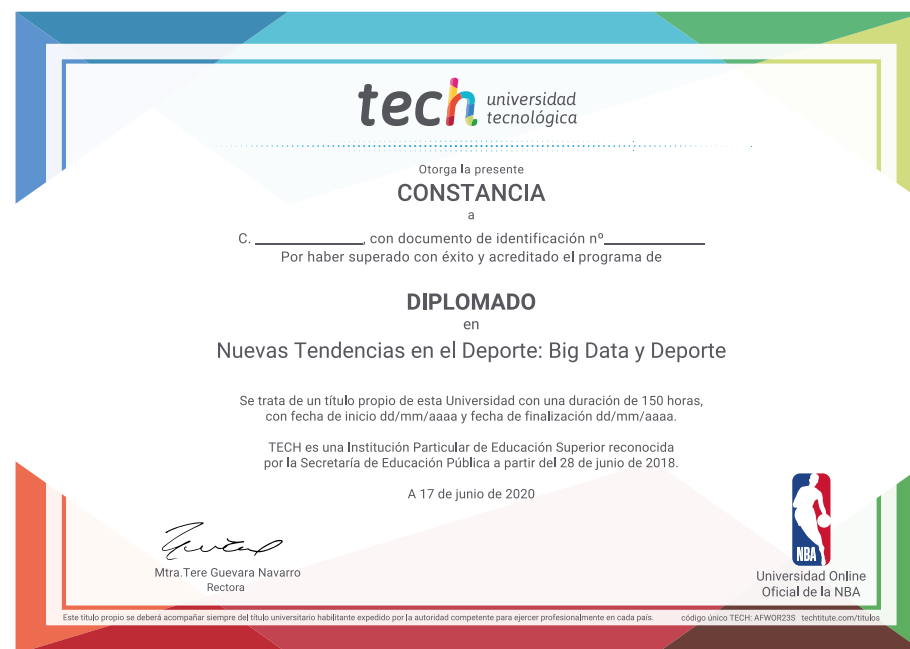 tech universidad
tecnológica
Otorga la presente
CONSTANCIA
a
C. ____________, con documento de identificación nº____________
Por haber superado con éxito y acreditado el programa de
DIPLOMADO
en
Nuevas Tendencias en el Deporte: Big Data y Deporte
Se trata de un título propio de esta Universidad con una duración de 150 horas,
con fecha de inicio dd/mm/aaaa y fecha de finalización dd/mm/aaaa.
TECH es una Institución Particular de Educación Superior reconocida
por la Secretaría de Educación Pública a partir del 28 de junio de 2018.
A 17 de junio de 2020
Mtra.Tere Guevara Navarro
Rectora
NBA
Universidad Online
Oficial de la NBA
Este título propio se deberá acompañar siempre del título universitario habilitante expedido por la autoridad competente para ejercer profesionalmente en cada país. código único TECH: AFWOR23S techtitute.com/titulos